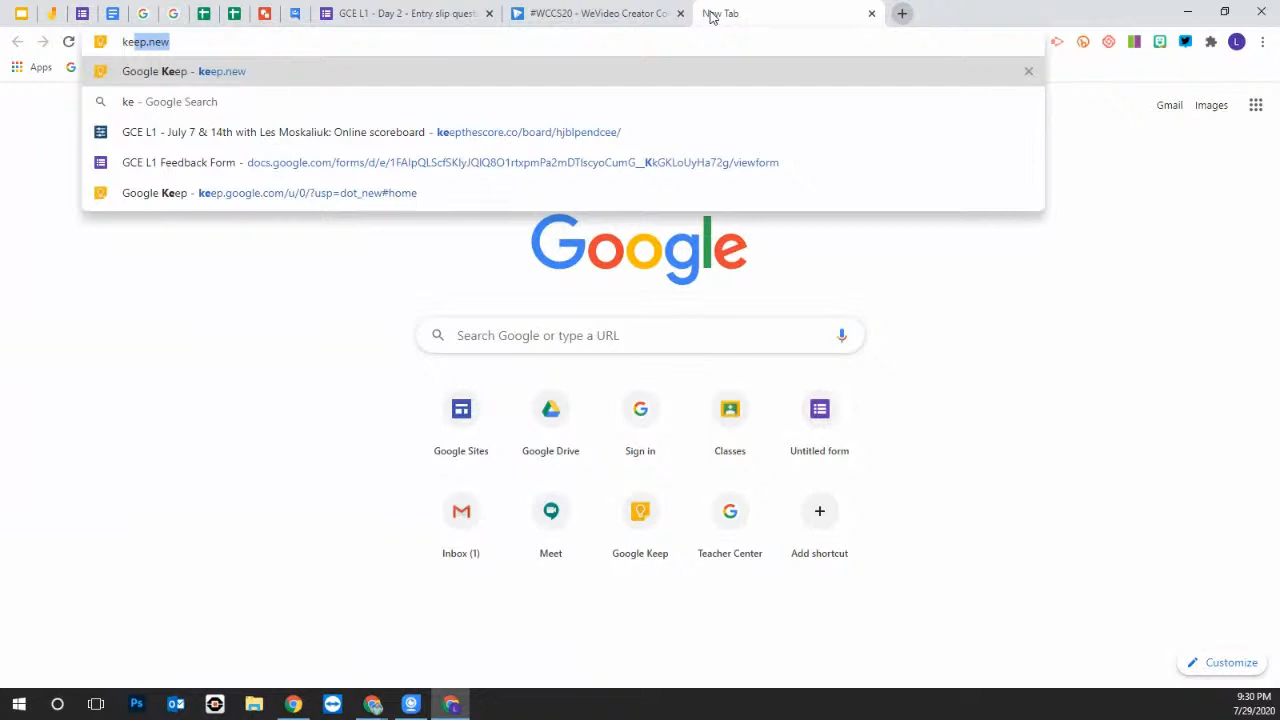 GCE L1 - Day 2 - Entry slip quest
#WCCS20 - WeVideo Creator Co
New Tab
keep.new
Google Keep - keep.new
ke - Google Search
GCE L1 - July 7 & 14th with Les Moskaliuk: Online scoreboard - keepthescore.co/board/hjblpendcee/
GCE L1 Feedback Form - docs.google.com/forms/d/e/1FAIpQLScfSKIyJQlQ8O1rtxpmPa2mDTlscyoCumG__KkGKLoUyHa72g/viewform
Google Keep - keep.google.com/u/0/?usp=dot_new#home
Apps
Gmail Images
Google
Search Google or type a URL
Google Sites Google Drive Sign in Classes Untitled form
Inbox (1) Meet Google Keep Teacher Center Add shortcut
Customize
Ps
9:30 PM
7/29/2020